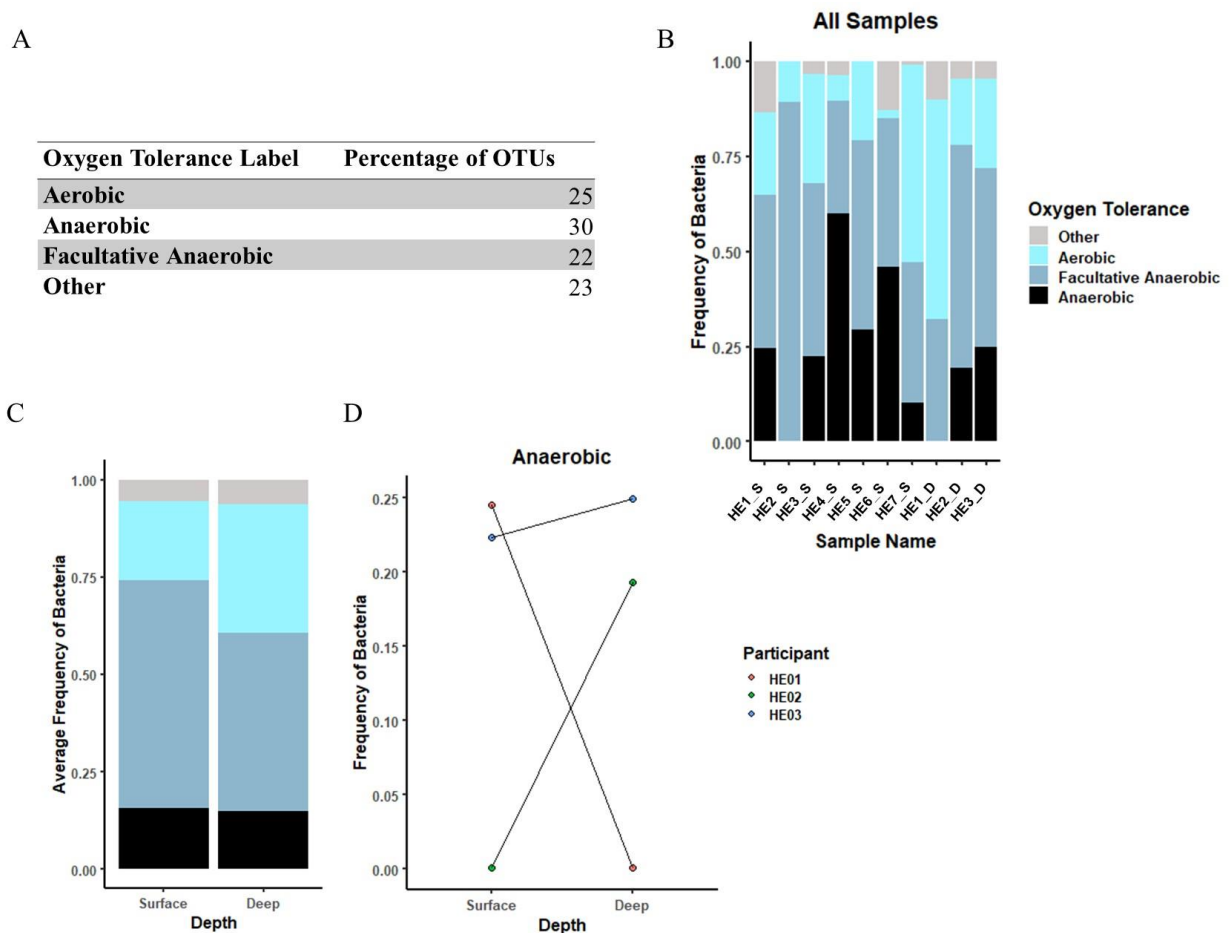 A
Oxygen Tolerance Label Percentage of OTUs
Aerobic 25
Anaerobic 30
Facultative Anaerobic 22
Other 23
B
All Samples
Frequency of Bacteria
1.00
0.75
0.50
0.25
0.00
HE1_S
HE2_S
HE3_S
HE4_S
HE5_S
HE6_S
HE7_S
HE1_D
HE2_D
HE3_D
Sample Name
Oxygen Tolerance
Other
Aerobic
Facultative Anaerobic
Anaerobic
C
Average Frequency of Bacteria
1.00
0.75
0.50
0.25
0.00
Surface Deep
Depth
D
Anaerobic
Frequency of Bacteria
0.25
0.20
0.15
0.10
0.05
0.00
Surface Deep
Depth
Participant
HE01
HE02
HE03